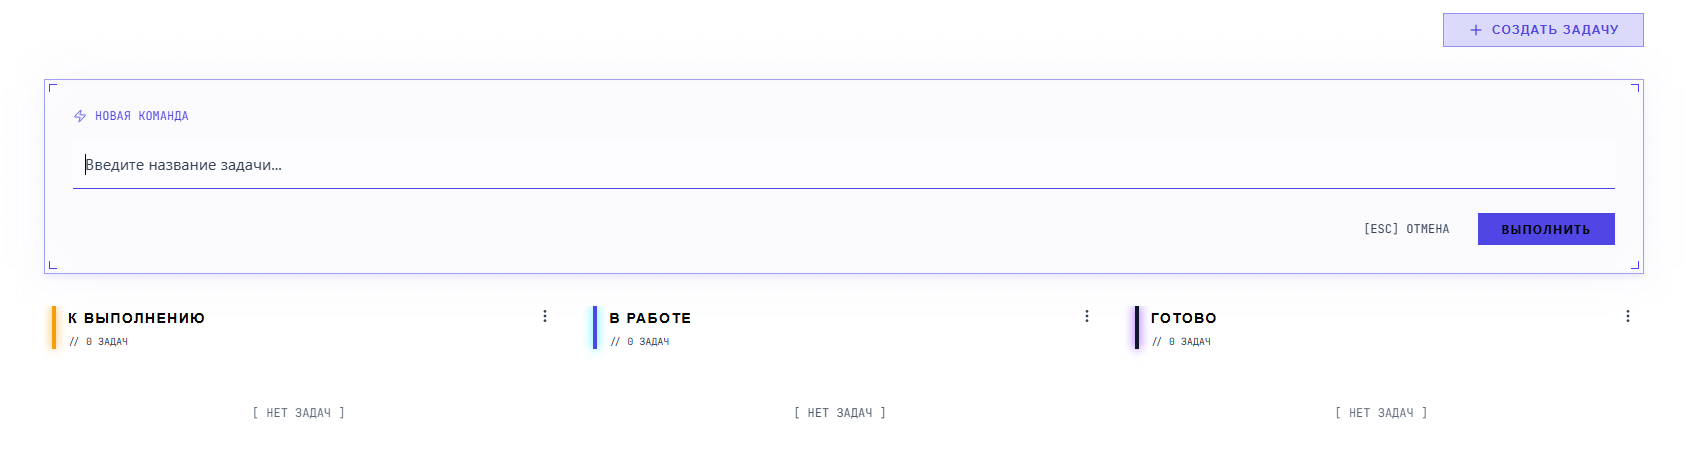 СОЗДАТЬ ЗАДАЧУ
НОВАЯ КОМАНДА
Введите название задачи...
[ESC] ОТМЕНА
ВЫПОЛНИТЬ
К ВЫПОЛНЕНИЮ
// 0 ЗАДАЧ
[ НЕТ ЗАДАЧ ]
В РАБОТЕ
// 0 ЗАДАЧ
[ НЕТ ЗАДАЧ ]
ГОТОВО
// 0 ЗАДАЧ
[ НЕТ ЗАДАЧ ]